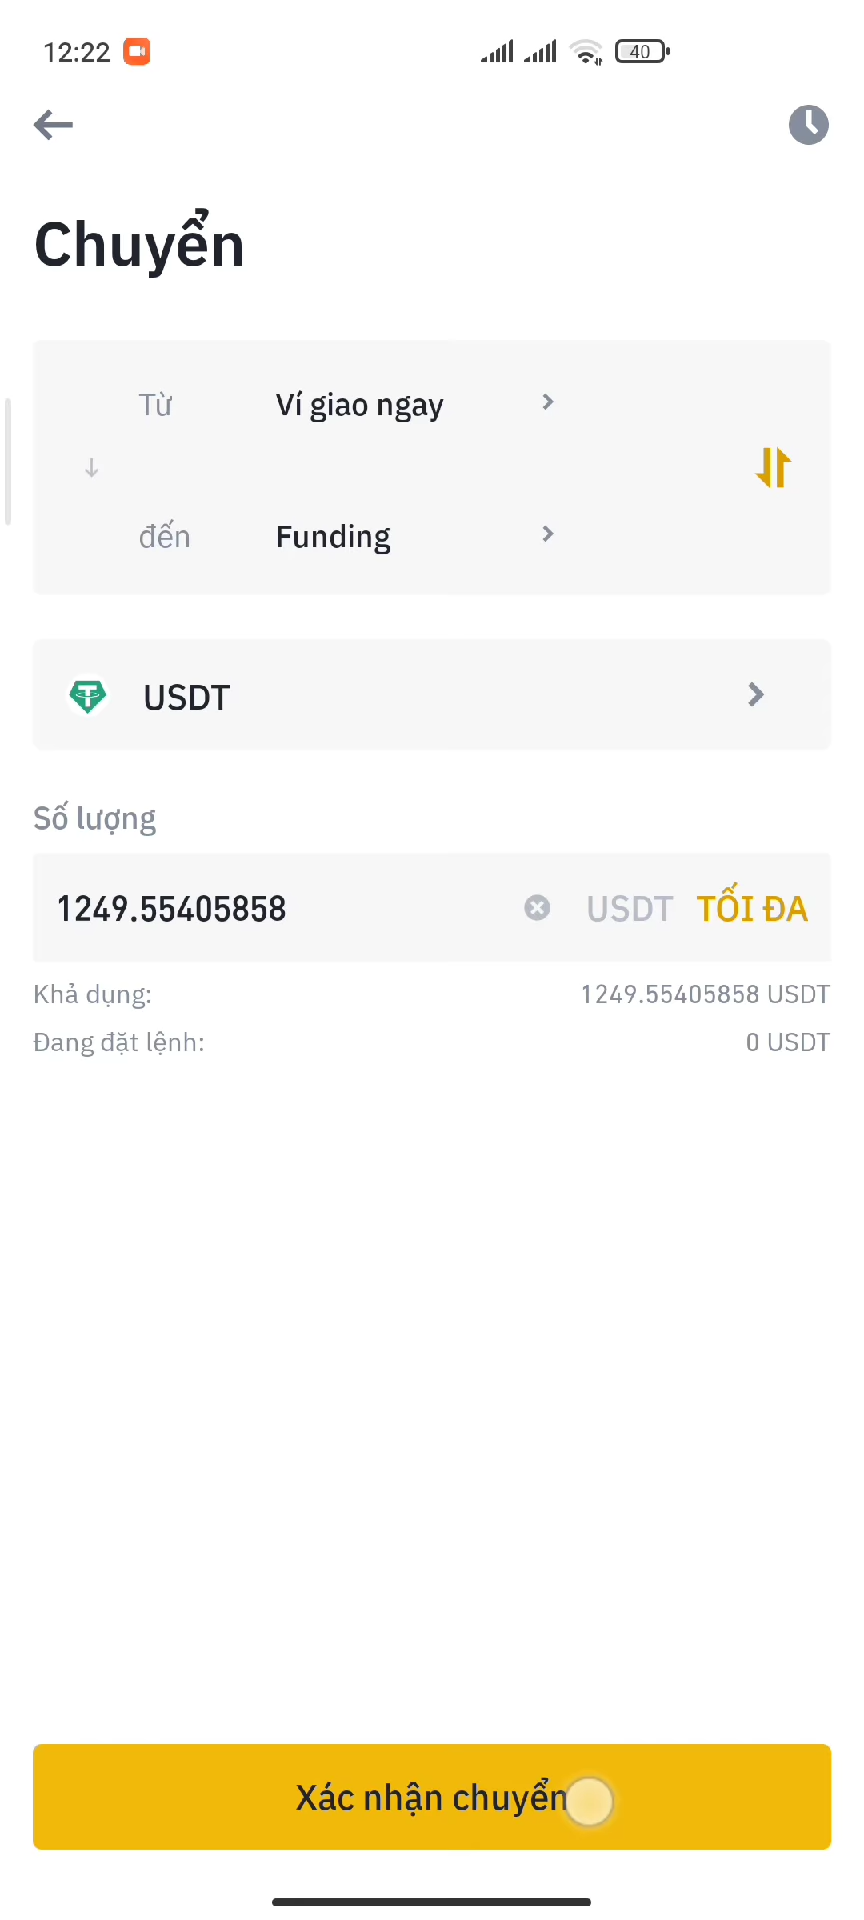 12:22
40
Chuyển
Từ Ví giao ngay
đến Funding
USDT
Số lượng
1249.55405858 USDT TỐI ĐA
Khả dụng: 1249.55405858 USDT
Đang đặt lệnh: 0 USDT
Xác nhận chuyển